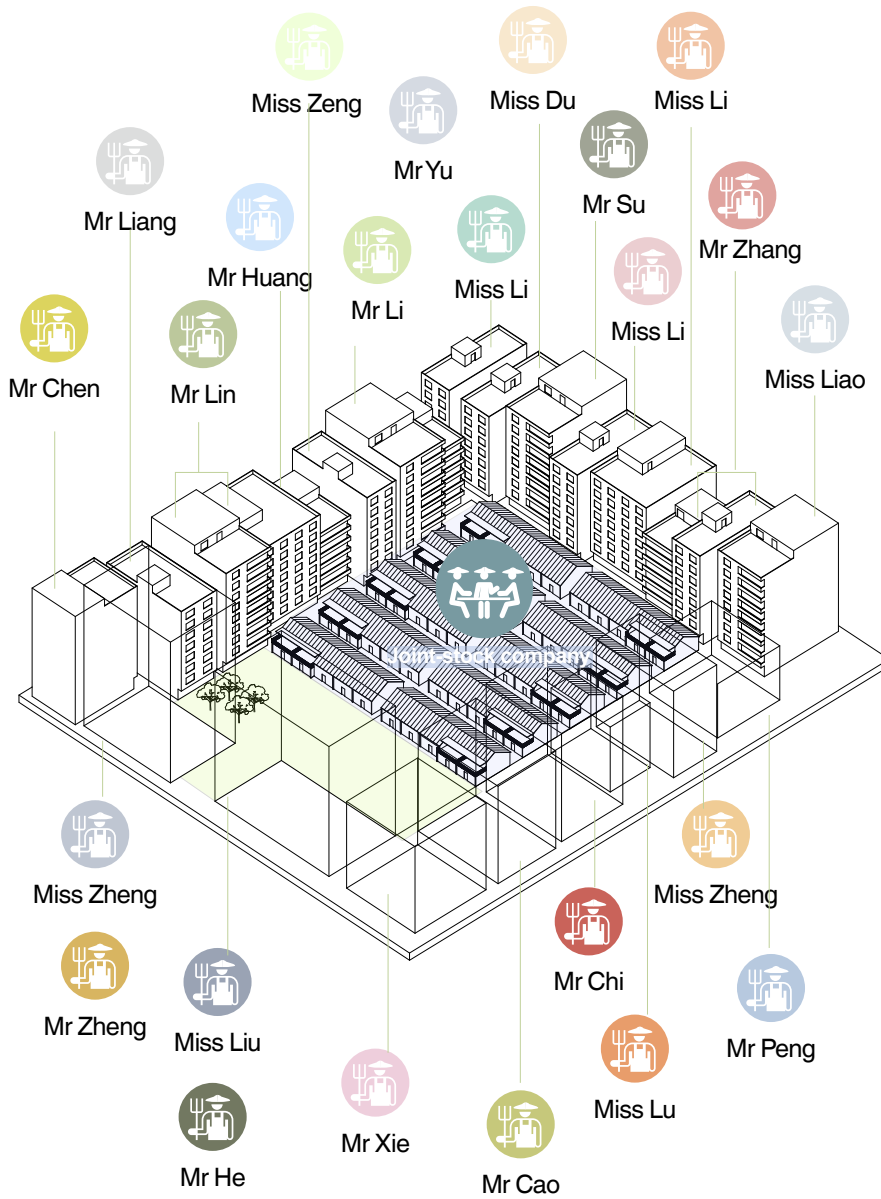 Miss Zeng
Miss Du
Miss Li
Mr Yu
Mr Su
Mr Liang
Mr Zhang
Mr Huang
Miss Li
Mr Li
Miss Li
Mr Chen
Mr Lin
Miss Liao
Joint-stock company
Miss Zheng
Miss Zheng
Mr Chi
Mr Zheng
Miss Liu
Mr Peng
Miss Lu
Mr Xie
Mr He
Mr Cao